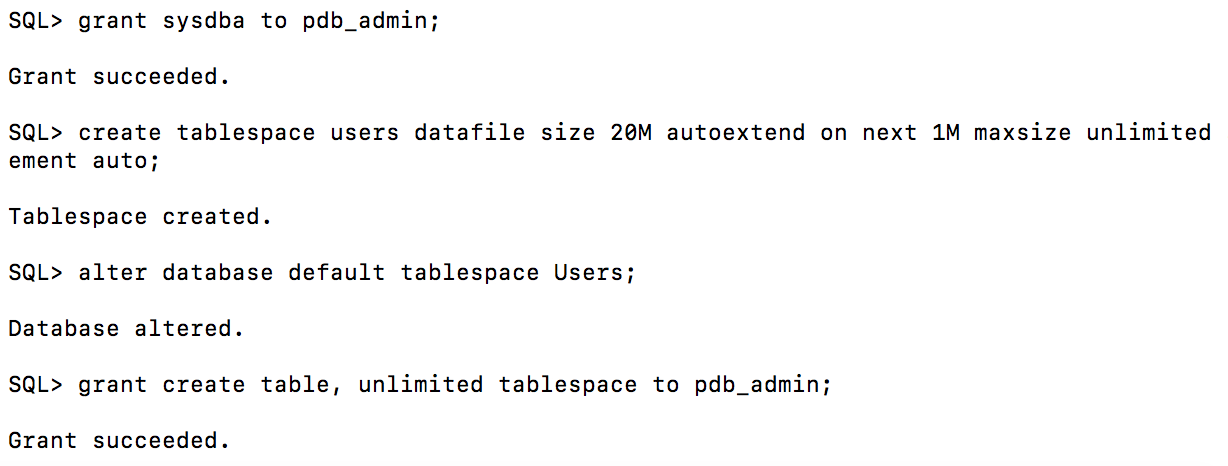 SQL> grant sysdba to pdb_admin;
Grant succeeded.
SQL> create tablespace users datafile size 20M autoextend on next 1M maxsize unlimited
ement auto;
Tablespace created.
SQL> alter database default tablespace Users;
Database altered.
SQL> grant create table, unlimited tablespace to pdb_admin;
Grant succeeded.